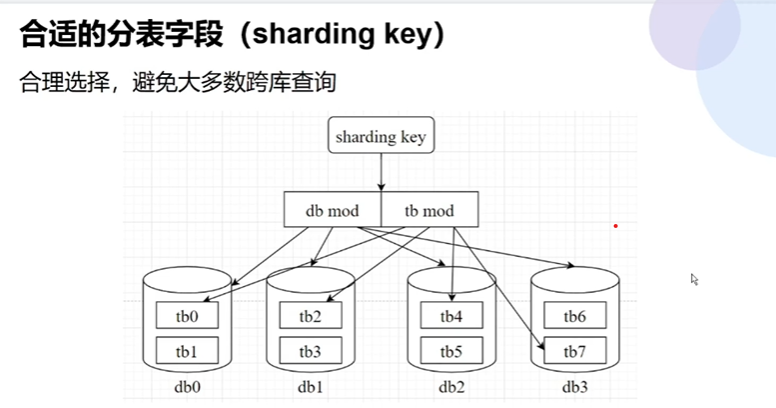 合适的分表字段（sharding key）
合理选择，避免大多数跨库查询
sharding key
db mod tb mod
tb0 tb2 tb4 tb6
tb1 tb3 tb5 tb7
db0 db1 db2 db3